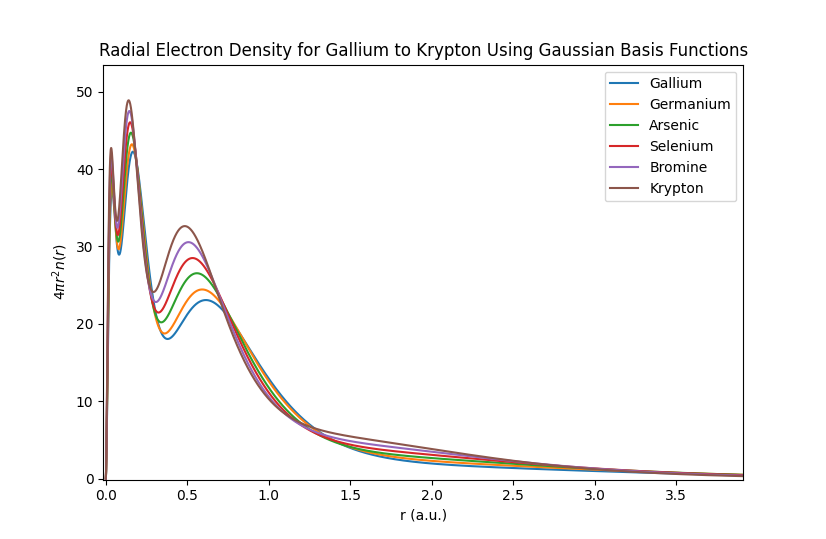 Radial Electron Density for Gallium to Krypton Using Gaussian Basis Functions
50
40
30
20
10
0
4πr²n(r)
Gallium
Germanium
Arsenic
Selenium
Bromine
Krypton
0.0 0.5 1.0 1.5 2.0 2.5 3.0 3.5
r (a.u.)